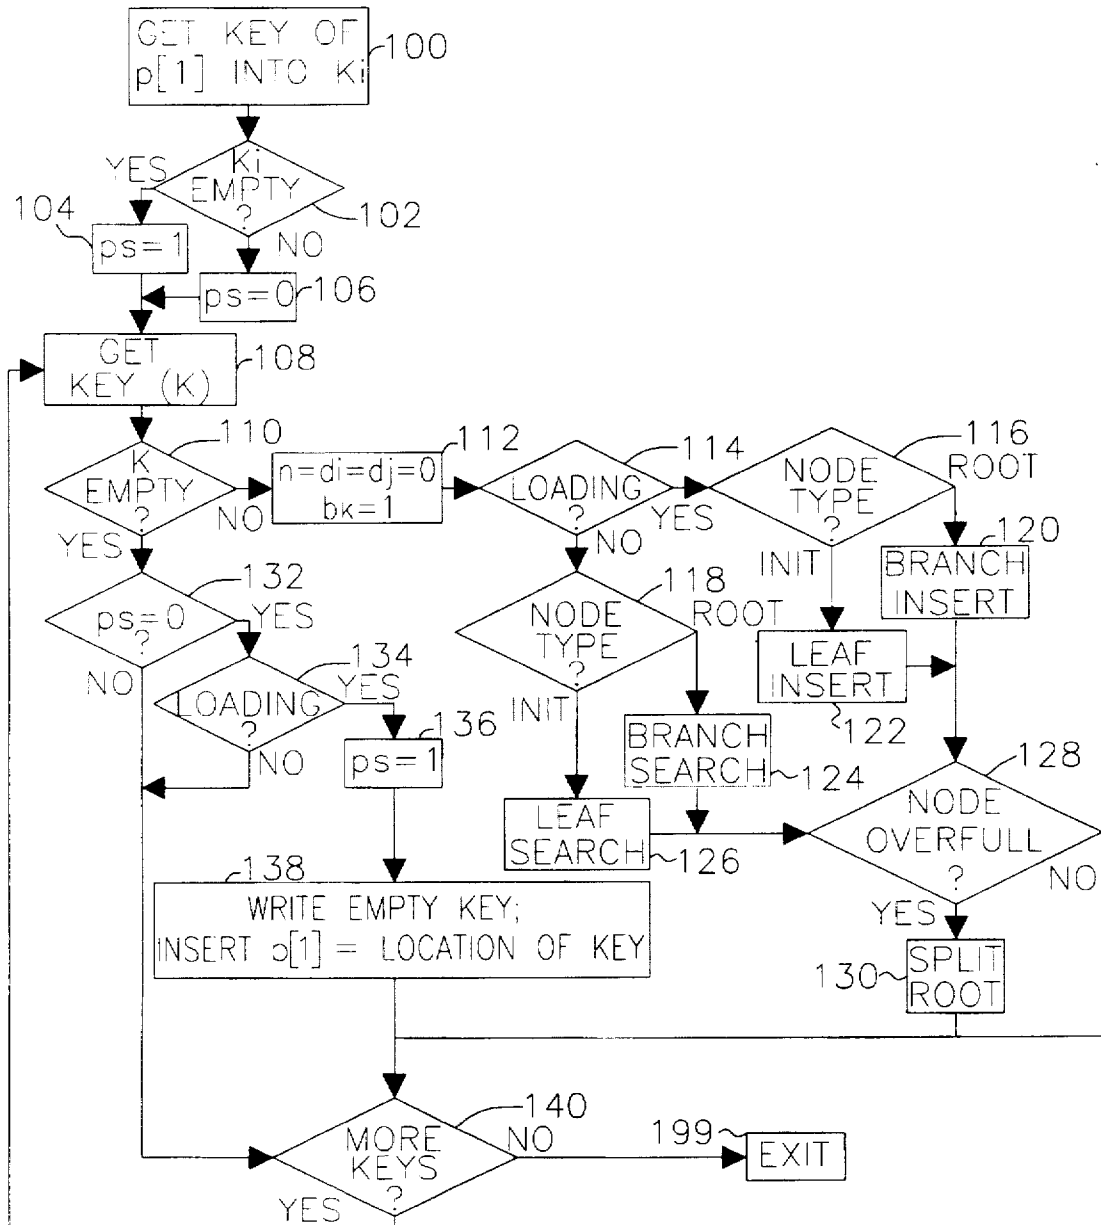 GET KEY OF
p[1] INTO Ki
100
YES
Ki
EMPTY
?
102
104
ps=1
NO
ps=0
106
GET
KEY (K)
108
110
K
EMPTY
?
NO
YES
112
n=di=dj=0
bk=1
114
LOADING
?
YES
NO
116
NODE
TYPE
?
ROOT
INIT
120
BRANCH
INSERT
118
NODE
TYPE
?
ROOT
INIT
LEAF
INSERT
122
132
ps=0
?
YES
NO
134
LOADING
?
YES
NO
136
ps=1
BRANCH
SEARCH
124
LEAF
SEARCH
126
128
NODE
OVERFULL
?
NO
YES
138
WRITE EMPTY KEY;
INSERT p[1] = LOCATION OF KEY
130
SPLIT
ROOT
140
MORE
KEYS
?
NO
YES
199
EXIT